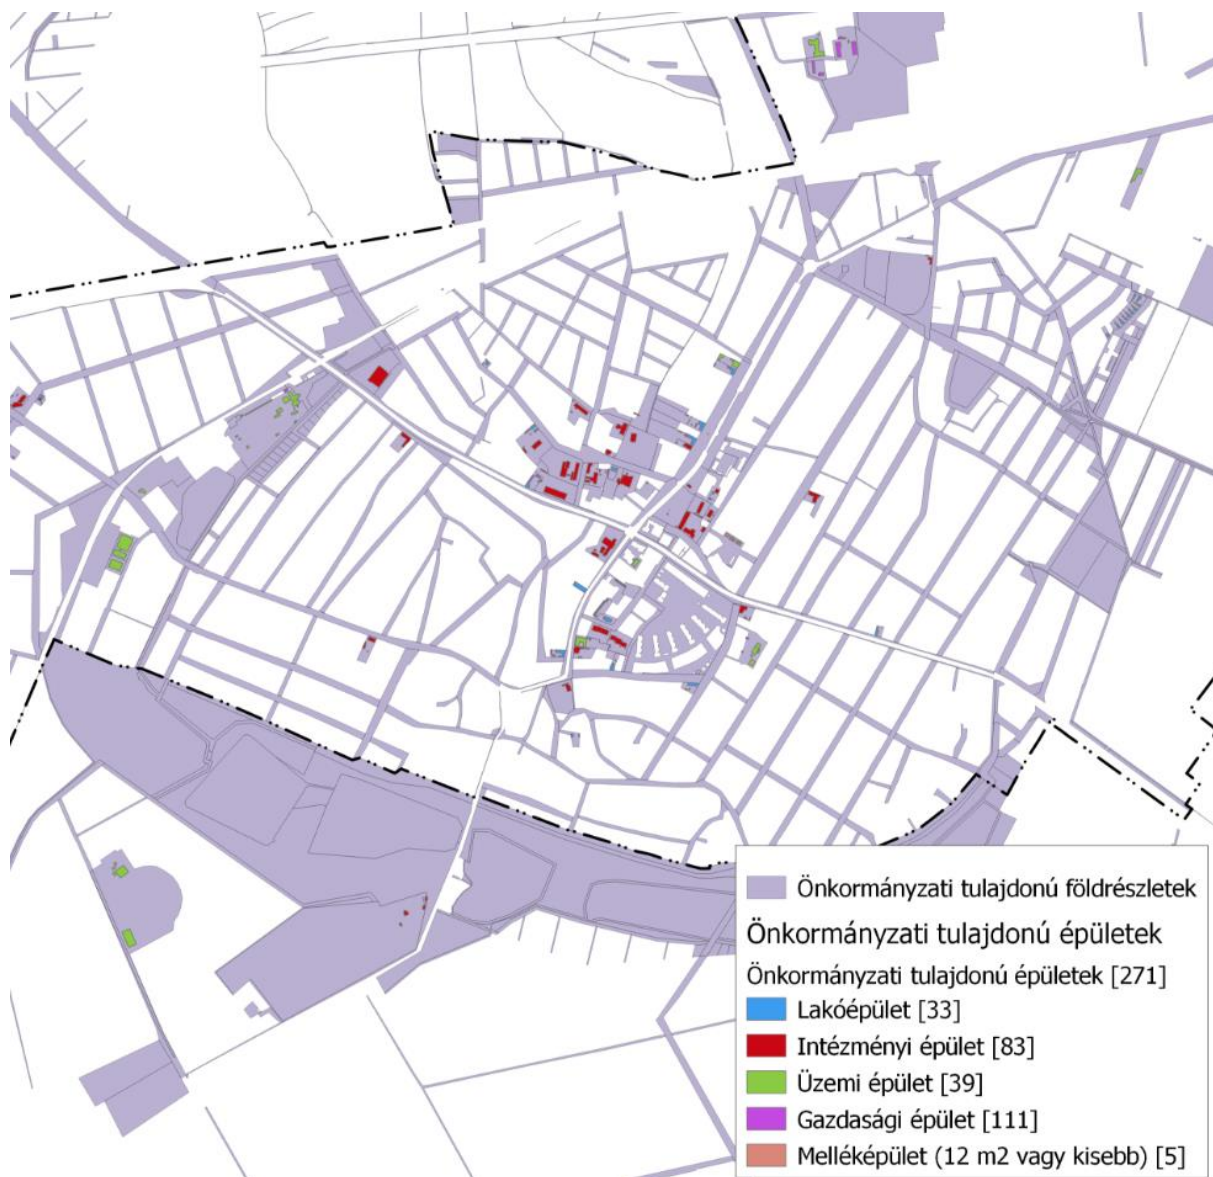 Önkormányzati tulajdonú földrészletek
Önkormányzati tulajdonú épületek
Önkormányzati tulajdonú épületek [271]
Lakóépület [33]
Intézményi épület [83]
Üzemi épület [39]
Gazdasági épület [111]
Melléképület (12 m2 vagy kisebb) [5]